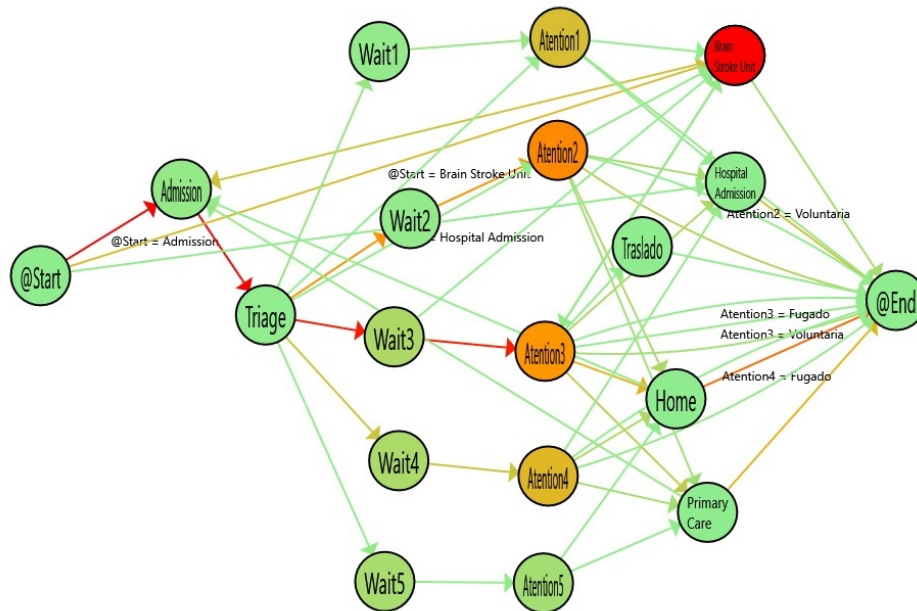 Wait1
Atention1
Brain
Stroke Unit
Admission
@Start = Brain Stroke Unit
Atention2
Hospital
Admission
Wait2
Atention2 = Voluntaria
@Start = Admission
= Hospital Admission
Traslado
@Start
Triage
@End
Wait3
Atention3
Atention3 = Fugado
Atention3 = Voluntaria
Atention4 = Fugado
Home
Wait4
Atention4
Primary
Care
Wait5
Atention5